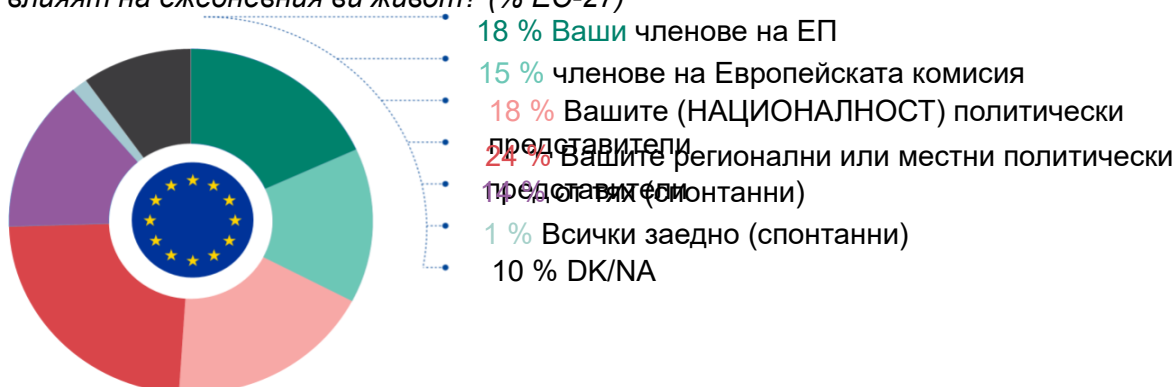 влияят на ежедневния ви живот? (% ЕС-27)
18 % Ваши членове на ЕП
15 % членове на Европейската комисия
18 % Вашите (НАЦИОНАЛНОСТ) политически
представители
24 % Вашите регионални или местни политически
представители
14 % от тях (спонтанни)
1 % Всички заедно (спонтанни)
10 % DK/NA